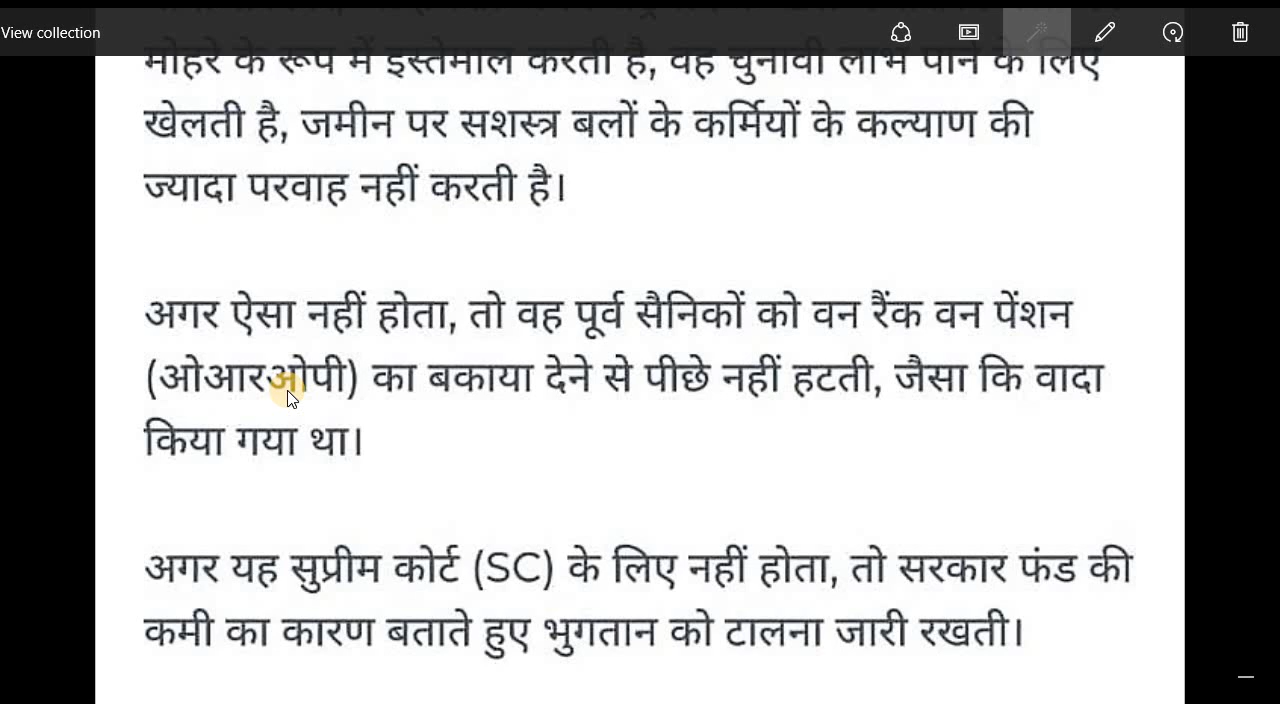 View collection
मोहरे के रूप में इस्तेमाल करती है, वह चुनावी लाभ पाने के लिए
खेलती है, जमीन पर सशस्त्र बलों के कर्मियों के कल्याण की
ज्यादा परवाह नहीं करती है।
अगर ऐसा नहीं होता, तो वह पूर्व सैनिकों को वन रैंक वन पेंशन
(ओआरओपी) का बकाया देने से पीछे नहीं हटती, जैसा कि वादा
किया गया था।
अगर यह सुप्रीम कोर्ट (SC) के लिए नहीं होता, तो सरकार फंड की
कमी का कारण बताते हुए भुगतान को टालना जारी रखती।